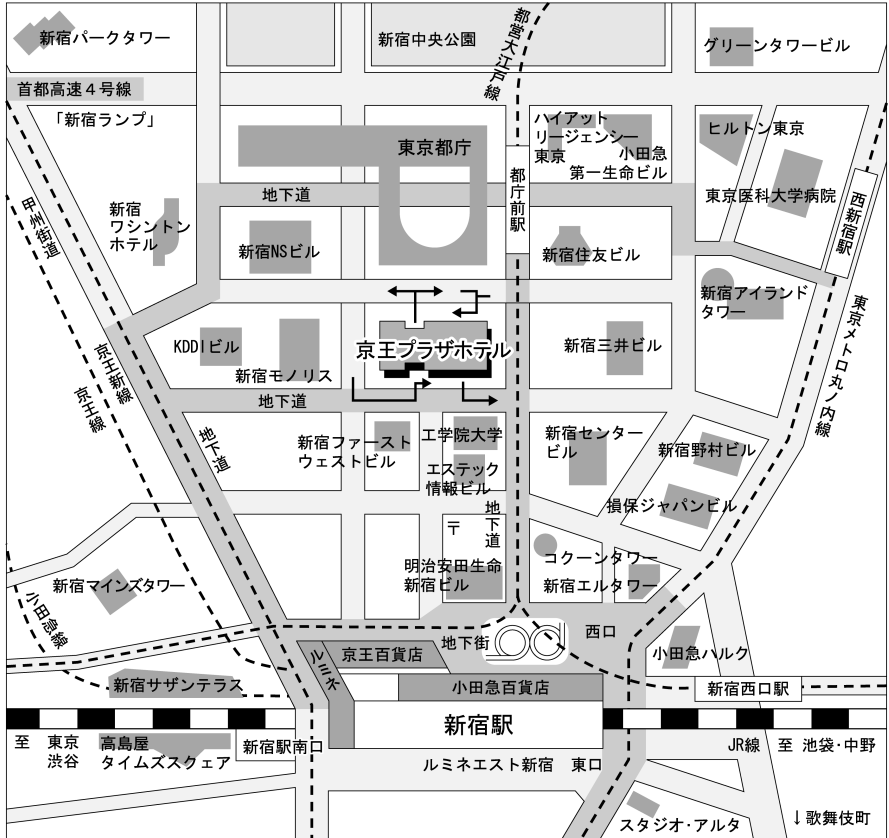 新宿パークタワー
新宿中央公園
都営大江戸線
グリーンタワービル
首都高速4号線
「新宿ランプ」
東京都庁
ハイアット
リージェンシー
東京
小田急
第一生命ビル
ヒルトン東京
東京医科大学病院
西新宿駅
都庁前駅
地下道
甲州街道
新宿
ワシントン
ホテル
新宿NSビル
新宿住友ビル
新宿アイランド
タワー
東京メトロ丸ノ内線
KDDIビル
新宿モノリス
京王プラザホテル
新宿三井ビル
京王新線
京王線
地下道
地下道
新宿ファースト
ウェストビル
工学院大学
エステック
情報ビル
新宿センター
ビル
新宿野村ビル
損保ジャパンビル
地下道
〒
明治安田生命
新宿ビル
コクーンタワー
新宿エルタワー
新宿マインズタワー
小田急線
地下街
西口
小田急ハルク
ルミネ
京王百貨店
新宿サザンテラス
小田急百貨店
新宿西口駅
新宿駅
至 東京
渋谷
高島屋
タイムズスクェア
新宿駅南口
ルミネエスト新宿 東口
JR線 至 池袋・中野
スタジオ・アルタ
↓歌舞伎町